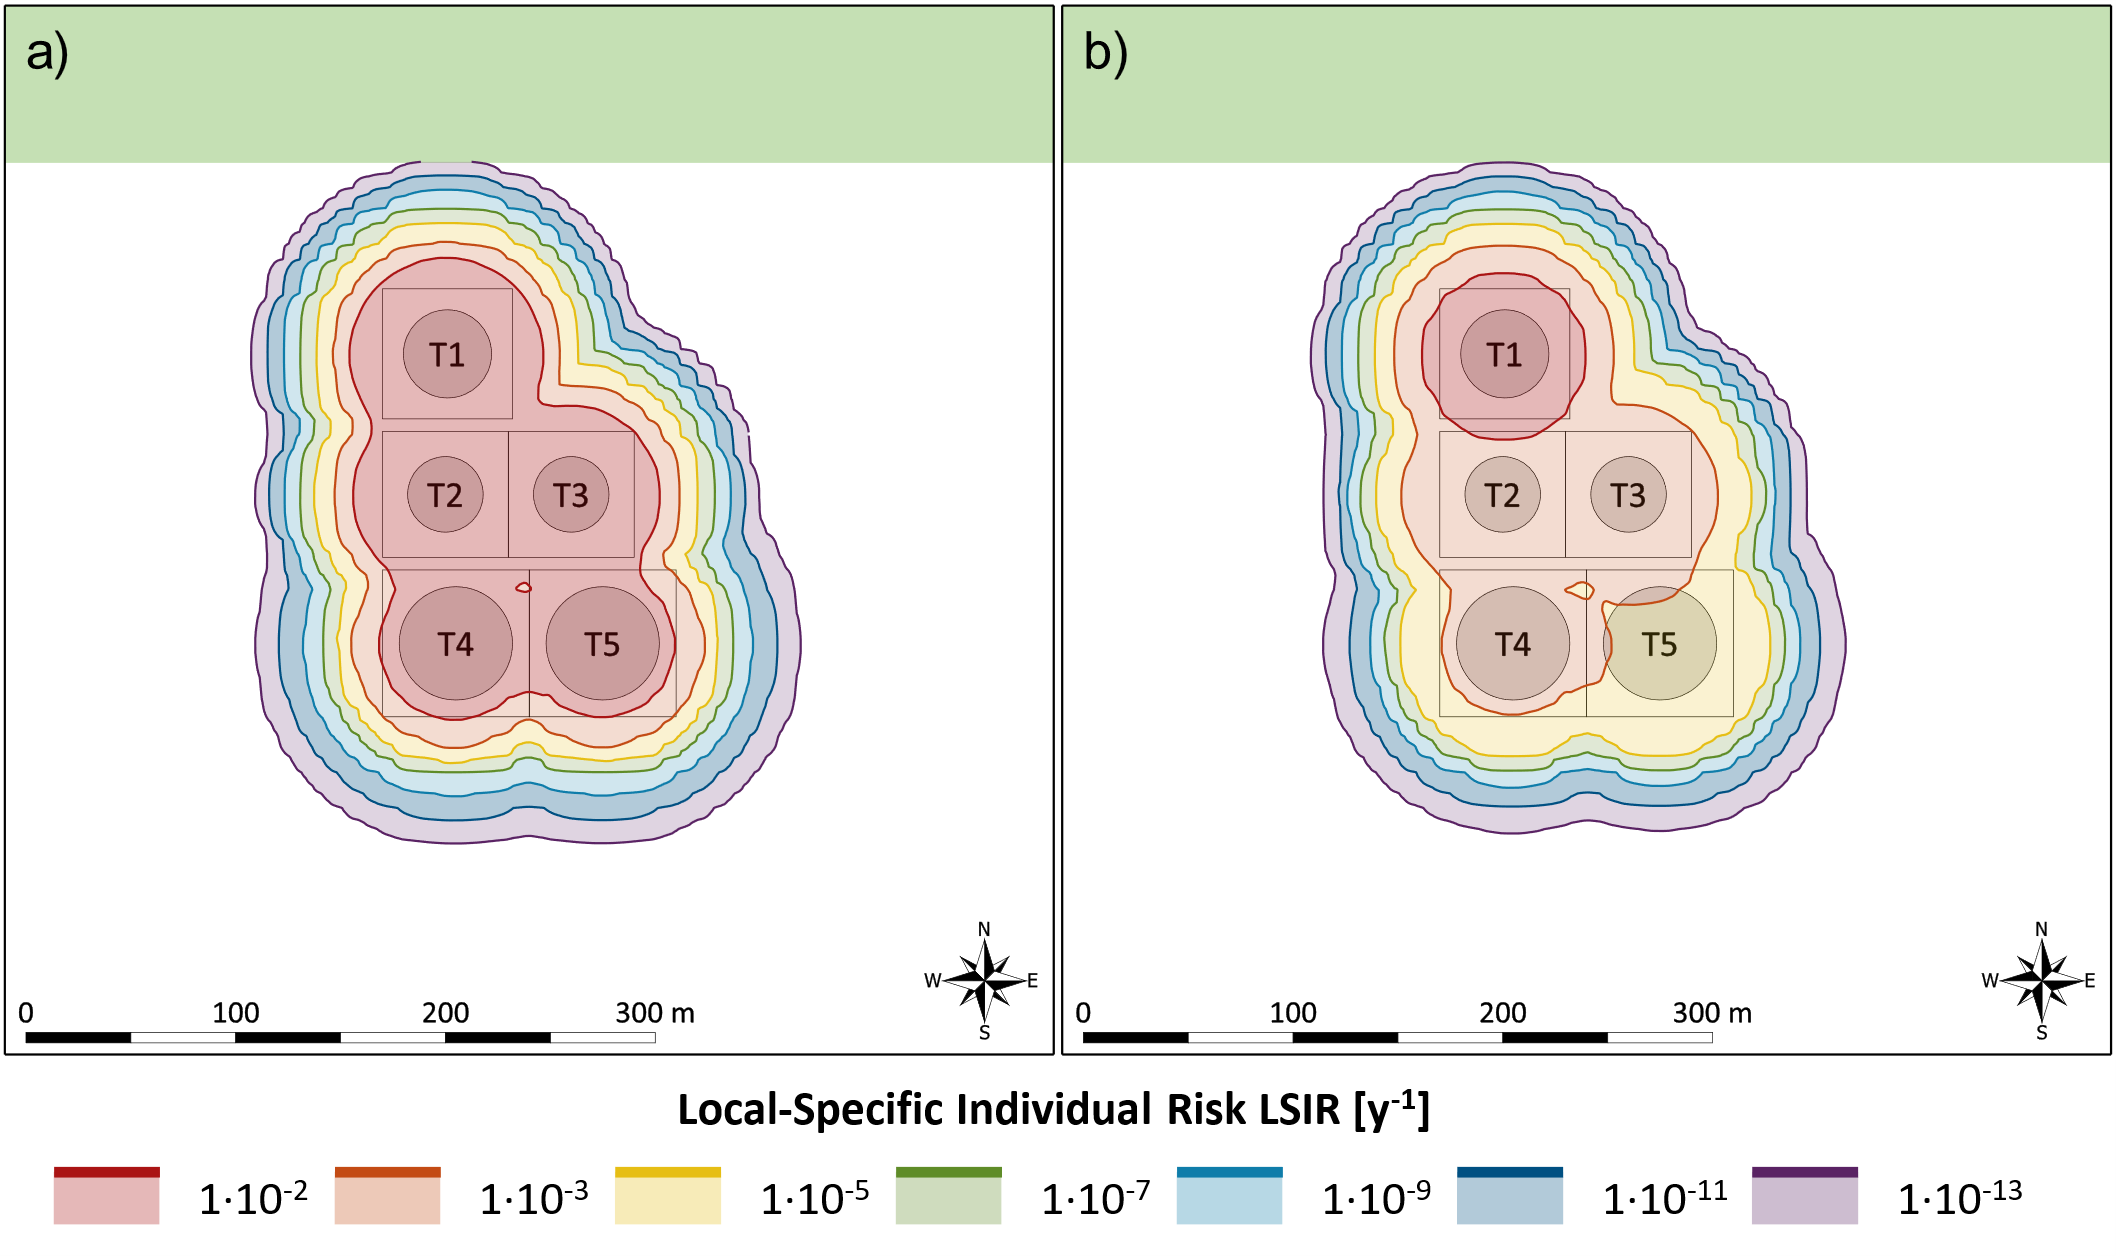 a)
T1
T2 T3
T4 T5
N
W E
S
0 100 200 300 m
b)
T1
T2 T3
T4 T5
N
W E
S
0 100 200 300 m
Local-Specific Individual Risk LSIR [y⁻¹]
1·10⁻² 1·10⁻³ 1·10⁻⁵ 1·10⁻⁷ 1·10⁻⁹ 1·10⁻¹¹ 1·10⁻¹³